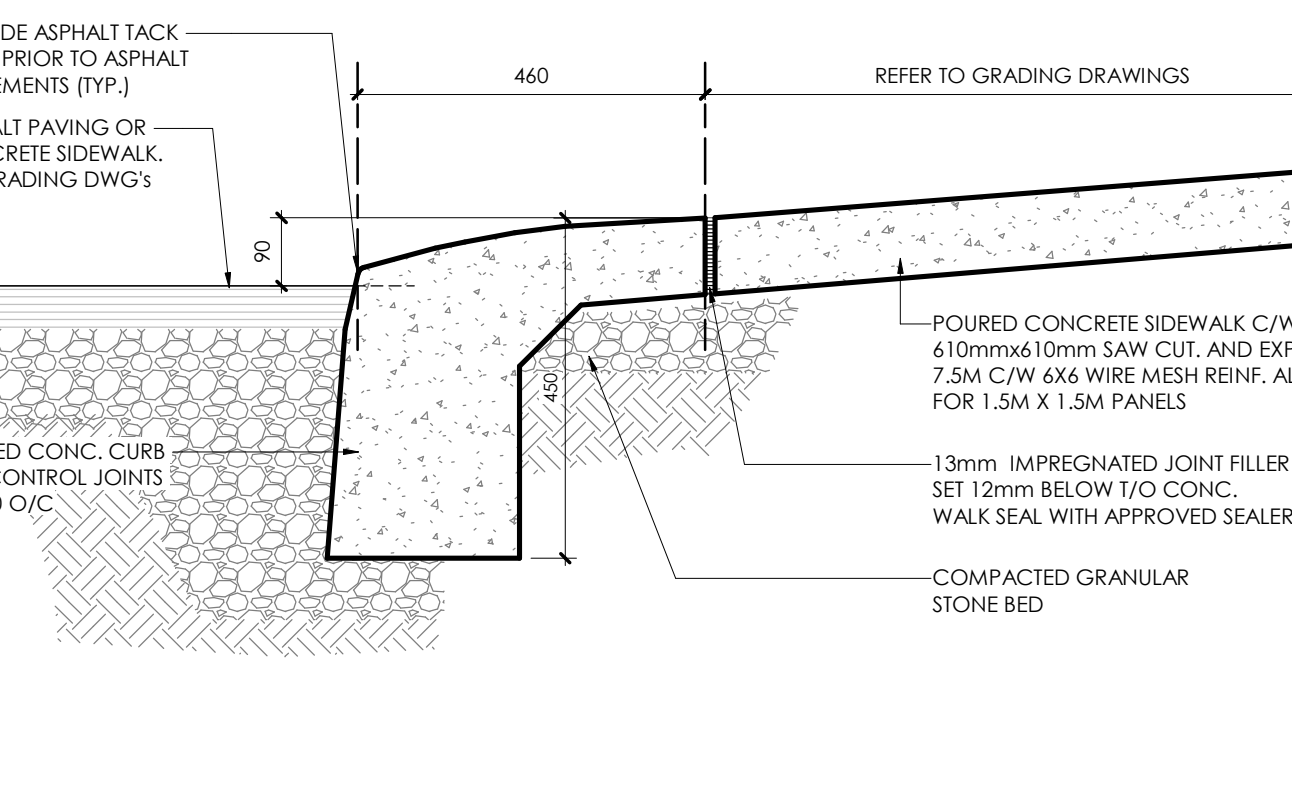 DE ASPHALT TACK
PRIOR TO ASPHALT
EMENTS (TYP.)
ALT PAVING OR
CRETE SIDEWALK.
RADING DWG's
460
REFER TO GRADING DRAWINGS
90
450
ED CONC. CURB
CONTROL JOINTS
0 O/C
POURED CONCRETE SIDEWALK C/W
610mmx610mm SAW CUT. AND EXP
7.5M C/W 6X6 WIRE MESH REINF. AL
FOR 1.5M X 1.5M PANELS
13mm IMPREGNATED JOINT FILLER
SET 12mm BELOW T/O CONC.
WALK SEAL WITH APPROVED SEALER
COMPACTED GRANULAR
STONE BED